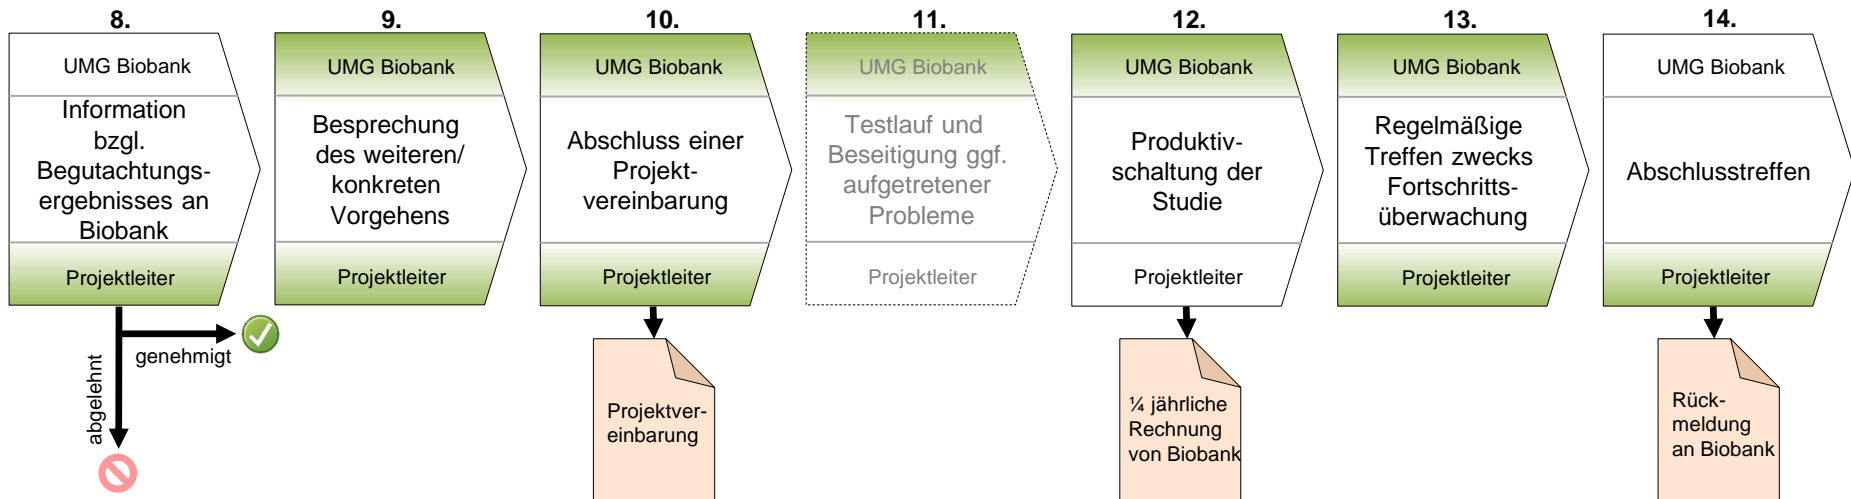 8.
UMG Biobank
Information
bzgl.
Begutachtungs-
ergebnisses an
Biobank
Projektleiter
genehmigt
abgelehnt
9.
UMG Biobank
Besprechung
des weiteren/
konkreten
Vorgehens
Projektleiter
10.
UMG Biobank
Abschluss einer
Projekt-
vereinbarung
Projektleiter
Projektver-
einbarung
11.
UMG Biobank
Testlauf und
Beseitigung ggf.
aufgetretener
Probleme
Projektleiter
12.
UMG Biobank
Produktiv-
schaltung der
Studie
Projektleiter
¼ jährliche
Rechnung
von Biobank
13.
UMG Biobank
Regelmäßige
Treffen zwecks
Fortschritts-
überwachung
Projektleiter
14.
UMG Biobank
Abschlusstreffen
Projektleiter
Rück-
meldung
an Biobank